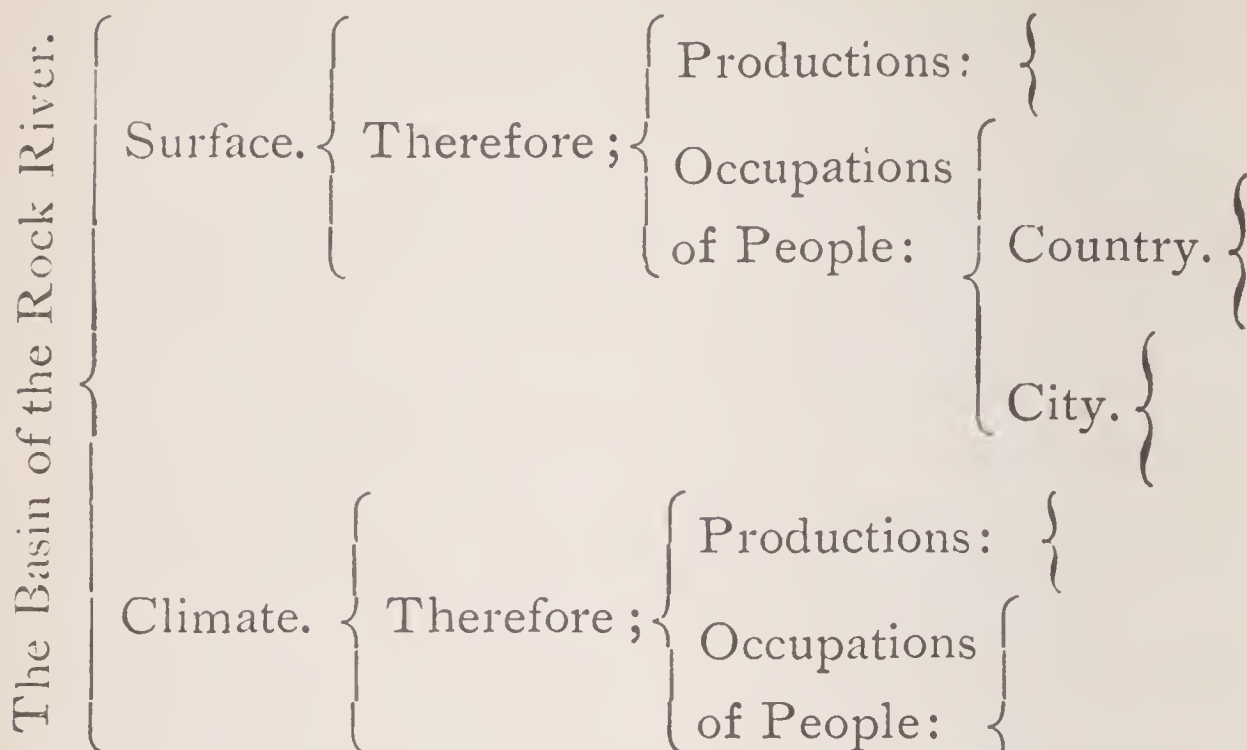 The Basin of the Rock River.
Surface.
Therefore ;
Productions:
Occupations
of People:
Country.
City.
Climate.
Therefore ;
Productions:
Occupations
of People: